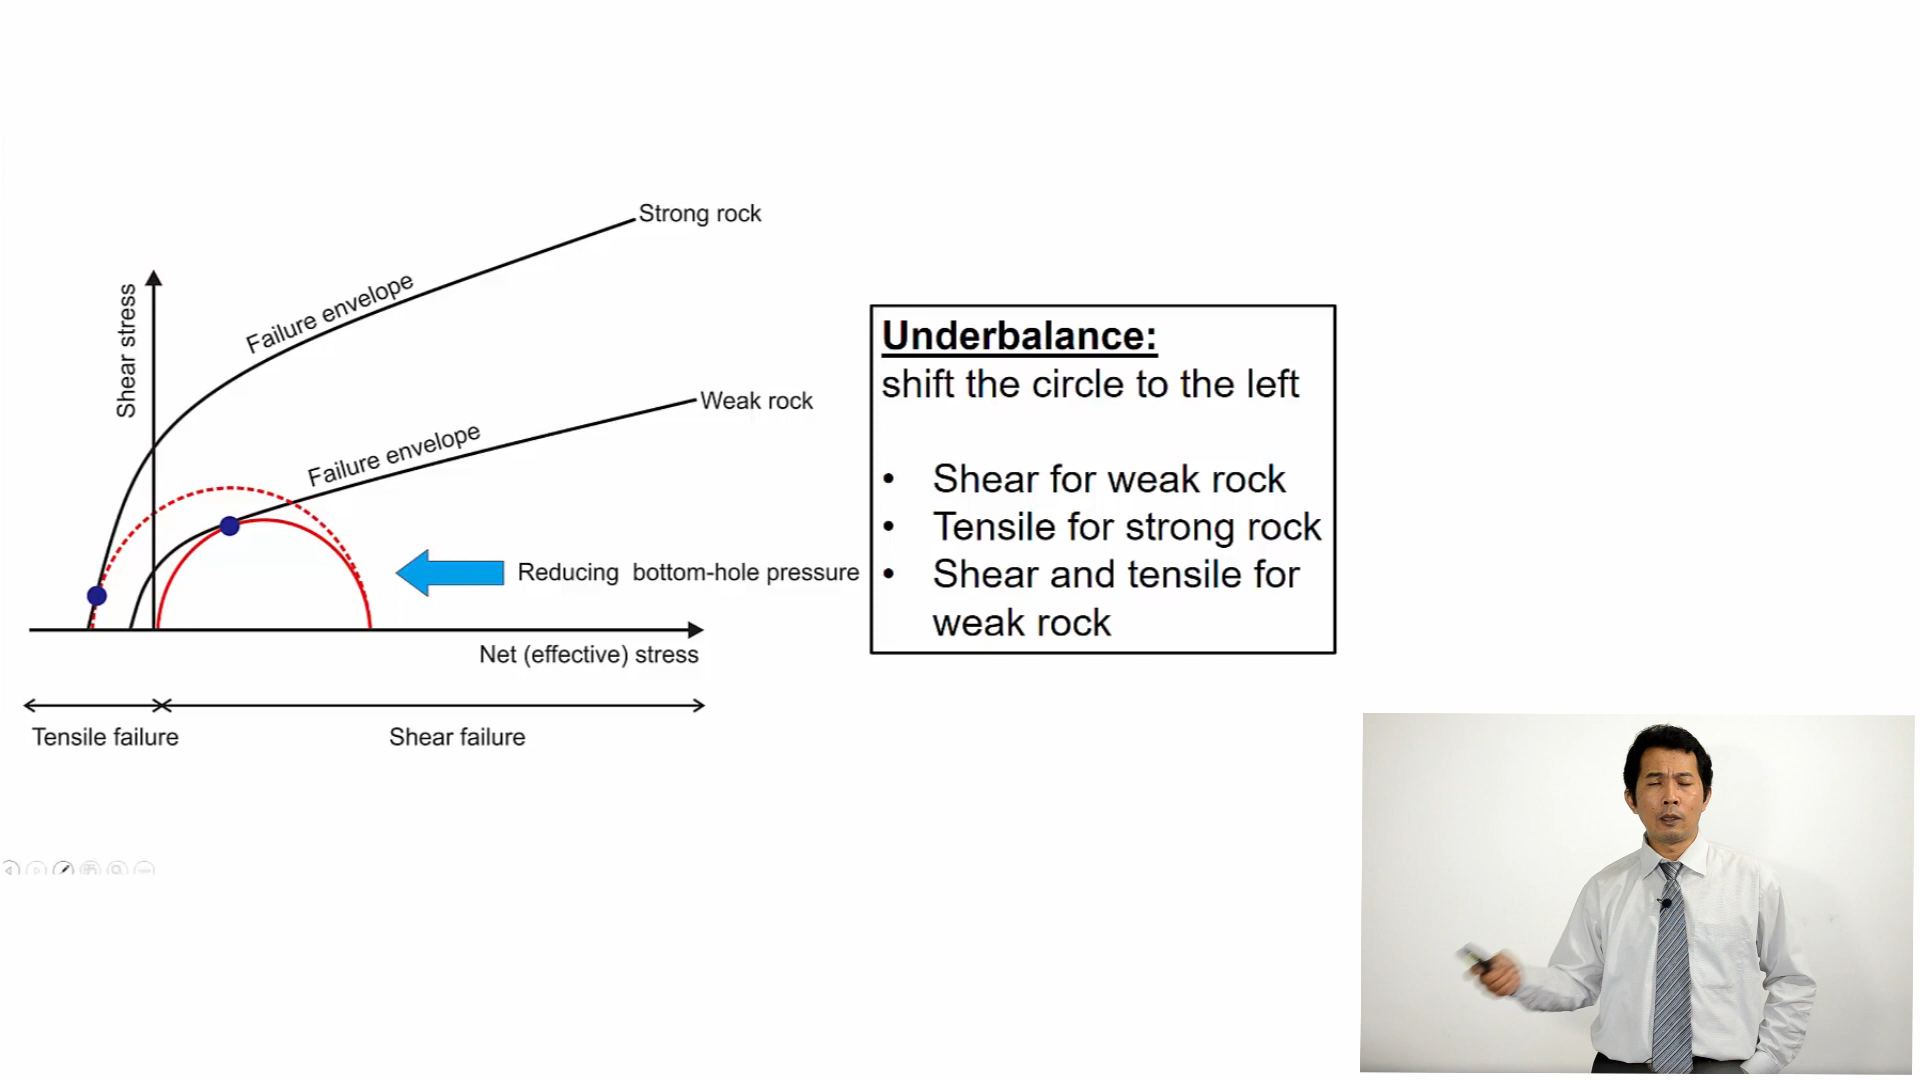 Strong rock
Failure envelope
Shear stress
Weak rock
Failure envelope
Reducing bottom-hole pressure
Net (effective) stress
Tensile failure
Shear failure
Underbalance:
shift the circle to the left
• Shear for weak rock
• Tensile for strong rock
• Shear and tensile for
weak rock